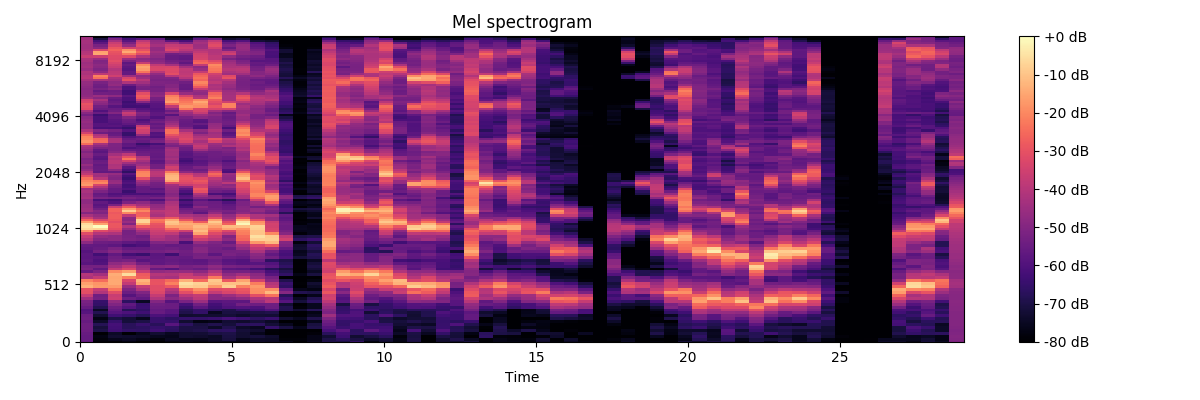 Mel spectrogram
Hz
8192
4096
2048
1024
512
0
0 5 10 15 20 25
Time
+0 dB
-10 dB
-20 dB
-30 dB
-40 dB
-50 dB
-60 dB
-70 dB
-80 dB